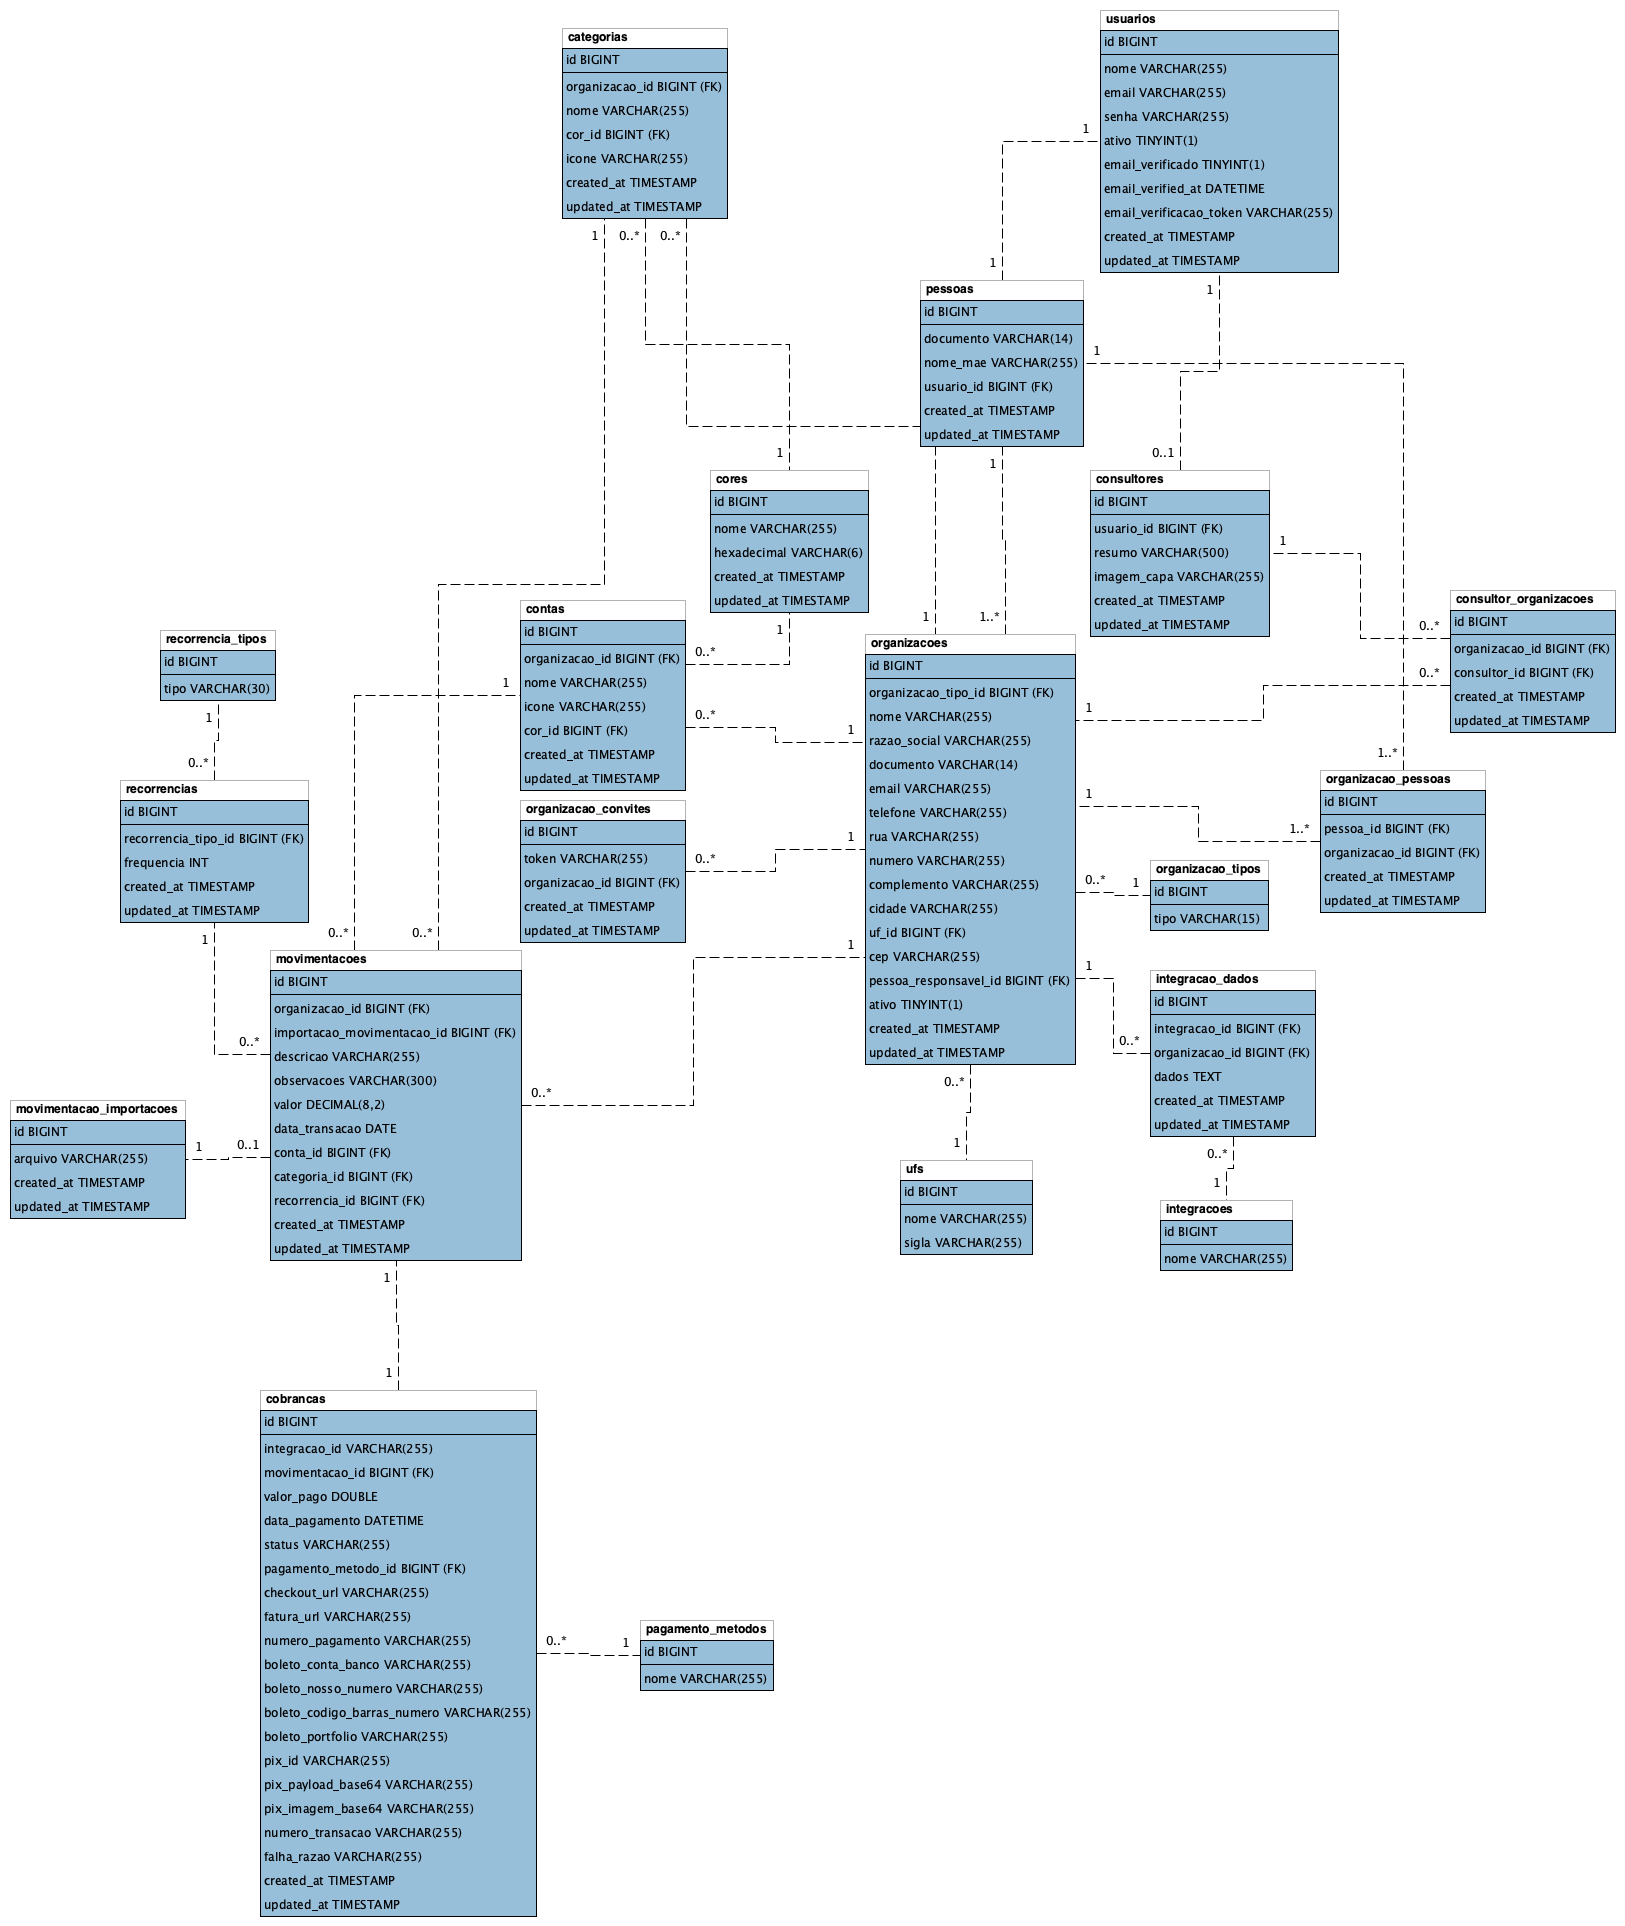 categorias
id BIGINT
organizacao_id BIGINT (FK)
nome VARCHAR(255)
cor_id BIGINT (FK)
icone VARCHAR(255)
created_at TIMESTAMP
updated_at TIMESTAMP
1
0..*
0..*
usuarios
id BIGINT
nome VARCHAR(255)
email VARCHAR(255)
senha VARCHAR(255)
ativo TINYINT(1)
email_verificado TINYINT(1)
email_verified_at DATETIME
email_verificacao_token VARCHAR(255)
created_at TIMESTAMP
updated_at TIMESTAMP
1
1
1
pessoas
id BIGINT
documento VARCHAR(14)
nome_mae VARCHAR(255)
usuario_id BIGINT (FK)
created_at TIMESTAMP
updated_at TIMESTAMP
1
1
1
1..*
cores
id BIGINT
nome VARCHAR(255)
hexadecimal VARCHAR(6)
created_at TIMESTAMP
updated_at TIMESTAMP
1
1
0..1
consultores
id BIGINT
usuario_id BIGINT (FK)
resumo VARCHAR(500)
imagem_capa VARCHAR(255)
created_at TIMESTAMP
updated_at TIMESTAMP
1
0..*
consultor_organizacoes
id BIGINT
organizacao_id BIGINT (FK)
consultor_id BIGINT (FK)
created_at TIMESTAMP
updated_at TIMESTAMP
0..*
1
contas
id BIGINT
organizacao_id BIGINT (FK)
nome VARCHAR(255)
icone VARCHAR(255)
cor_id BIGINT (FK)
created_at TIMESTAMP
updated_at TIMESTAMP
0..*
1
0..*
1
recorrencia_tipos
id BIGINT
tipo VARCHAR(30)
1
0..*
recorrencias
id BIGINT
recorrencia_tipo_id BIGINT (FK)
frequencia INT
created_at TIMESTAMP
updated_at TIMESTAMP
1
0..*
organizacao_convites
id BIGINT
token VARCHAR(255)
organizacao_id BIGINT (FK)
created_at TIMESTAMP
updated_at TIMESTAMP
0..*
1
organizacoes
id BIGINT
organizacao_tipo_id BIGINT (FK)
nome VARCHAR(255)
razao_social VARCHAR(255)
documento VARCHAR(14)
email VARCHAR(255)
telefone VARCHAR(255)
rua VARCHAR(255)
numero VARCHAR(255)
complemento VARCHAR(255)
cidade VARCHAR(255)
uf_id BIGINT (FK)
cep VARCHAR(255)
pessoa_responsavel_id BIGINT (FK)
ativo TINYINT(1)
created_at TIMESTAMP
updated_at TIMESTAMP
1
1..*
1..*
organizacao_pessoas
id BIGINT
pessoa_id BIGINT (FK)
organizacao_id BIGINT (FK)
created_at TIMESTAMP
updated_at TIMESTAMP
0..*
1
organizacao_tipos
id BIGINT
tipo VARCHAR(15)
1
0..*
integracao_dados
id BIGINT
integracao_id BIGINT (FK)
organizacao_id BIGINT (FK)
dados TEXT
created_at TIMESTAMP
updated_at TIMESTAMP
0..*
1
integracoes
id BIGINT
nome VARCHAR(255)
0..*
1
ufs
id BIGINT
nome VARCHAR(255)
sigla VARCHAR(255)
0..*
0..*
1
0..*
movimentacoes
id BIGINT
organizacao_id BIGINT (FK)
importacao_movimentacao_id BIGINT (FK)
descricao VARCHAR(255)
observacoes VARCHAR(300)
valor DECIMAL(8,2)
data_transacao DATE
conta_id BIGINT (FK)
categoria_id BIGINT (FK)
recorrencia_id BIGINT (FK)
created_at TIMESTAMP
updated_at TIMESTAMP
movimentacao_importacoes
id BIGINT
arquivo VARCHAR(255)
created_at TIMESTAMP
updated_at TIMESTAMP
1
0..1
1
1
cobrancas
id BIGINT
integracao_id VARCHAR(255)
movimentacao_id BIGINT (FK)
valor_pago DOUBLE
data_pagamento DATETIME
status VARCHAR(255)
pagamento_metodo_id BIGINT (FK)
checkout_url VARCHAR(255)
fatura_url VARCHAR(255)
numero_pagamento VARCHAR(255)
boleto_conta_banco VARCHAR(255)
boleto_nosso_numero VARCHAR(255)
boleto_codigo_barras_numero VARCHAR(255)
boleto_portfolio VARCHAR(255)
pix_id VARCHAR(255)
pix_payload_base64 VARCHAR(255)
pix_imagem_base64 VARCHAR(255)
numero_transacao VARCHAR(255)
falha_razao VARCHAR(255)
created_at TIMESTAMP
updated_at TIMESTAMP
0..*
1
pagamento_metodos
id BIGINT
nome VARCHAR(255)